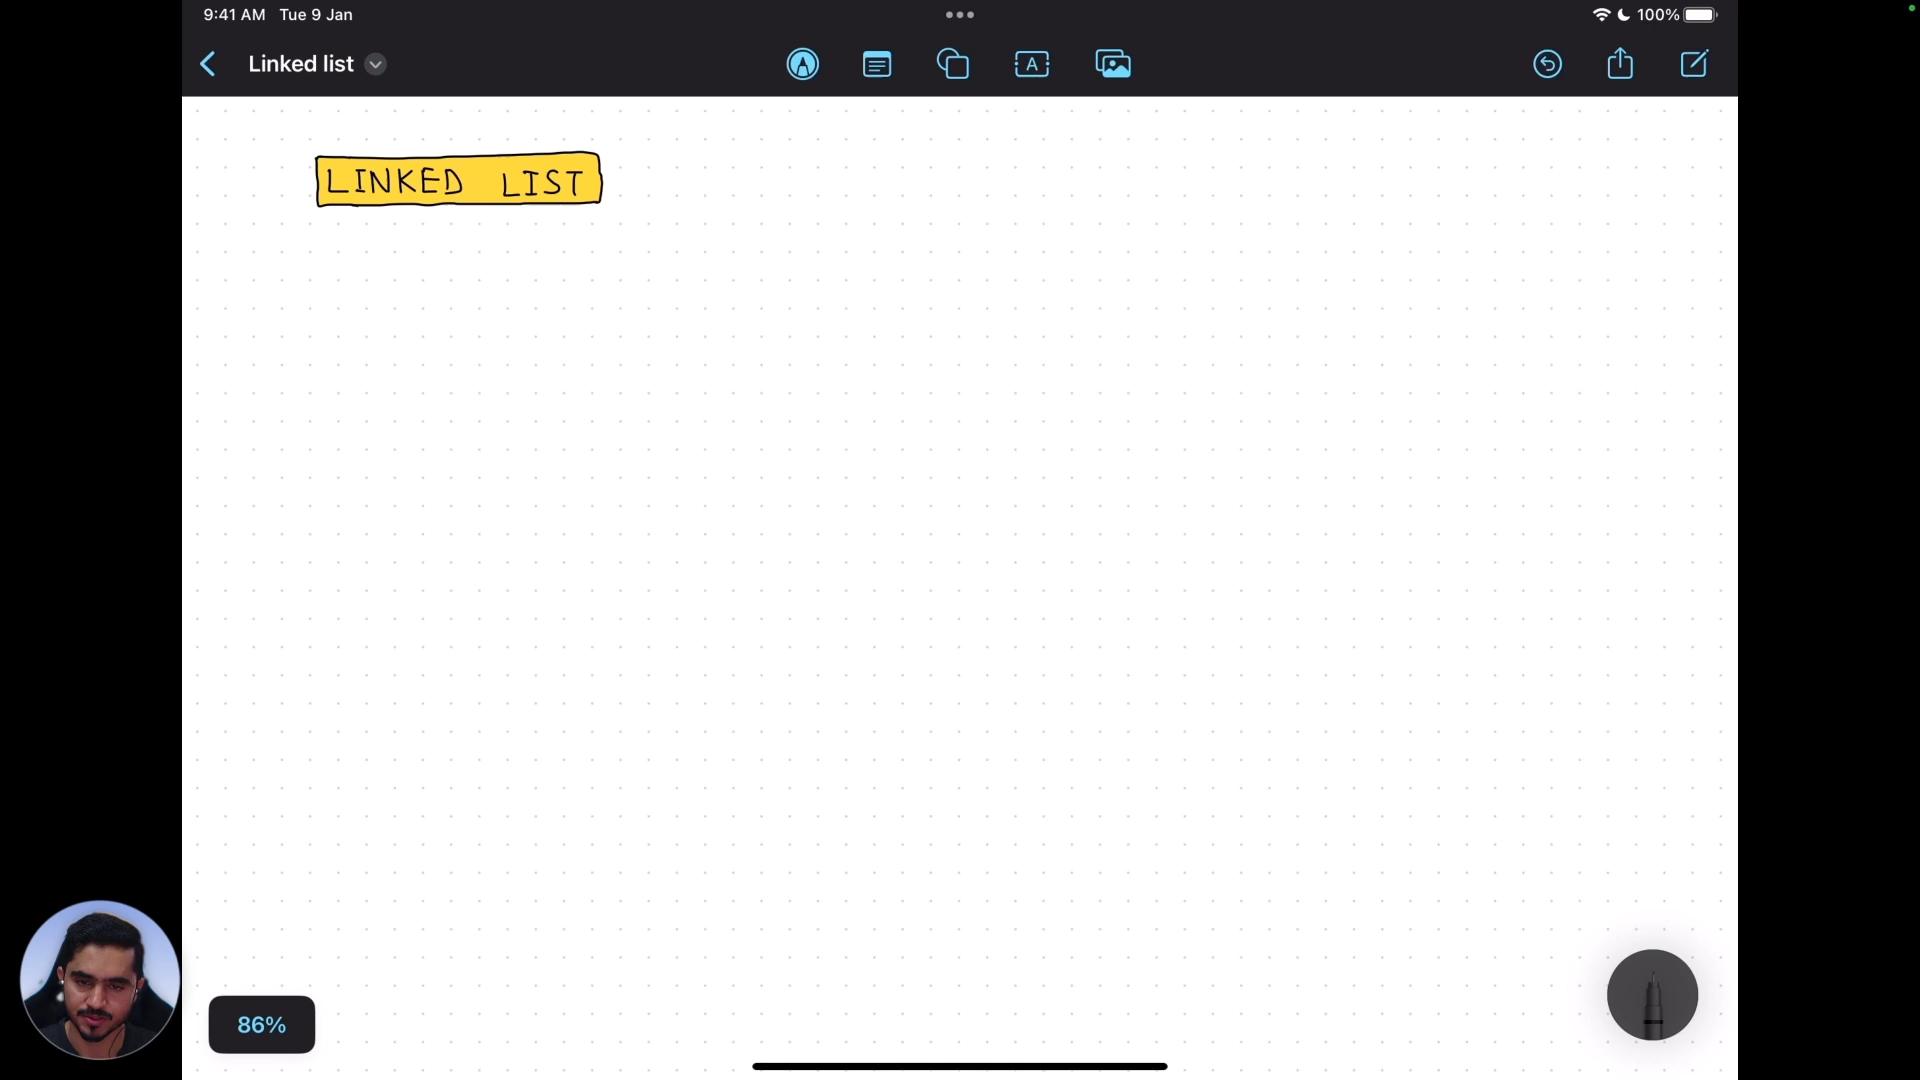 9:41 AM Tue 9 Jan
100%
Linked list
A
LINKED LIST
86%